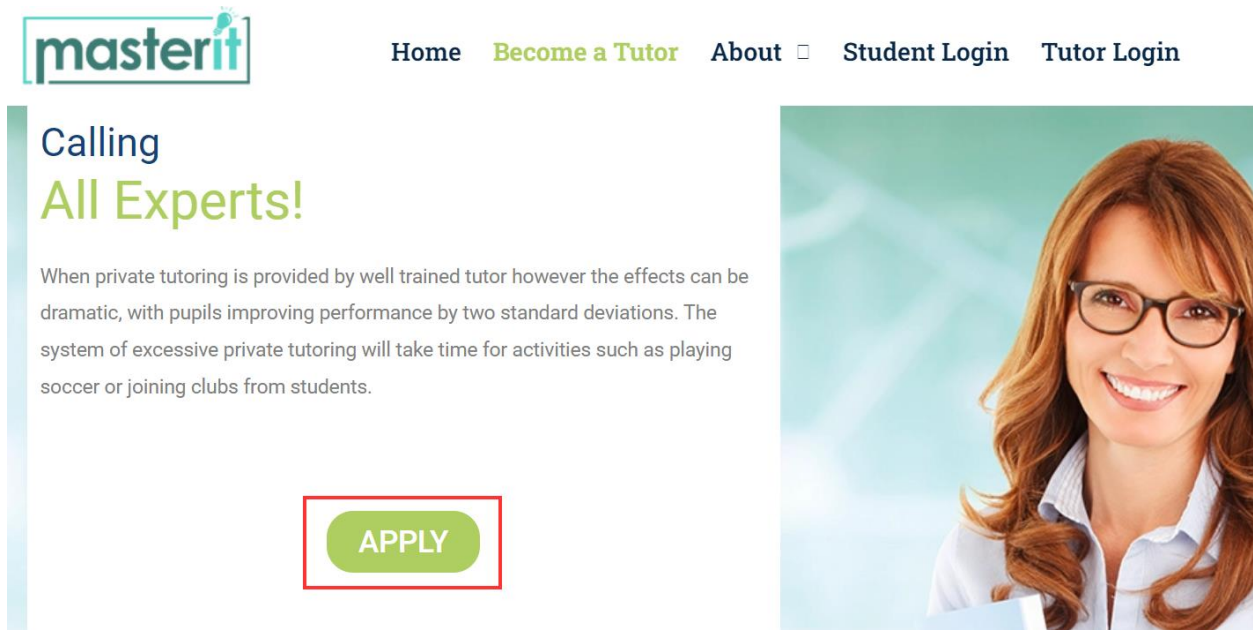 masterit
Home Become a Tutor About Student Login Tutor Login
Calling
All Experts!
When private tutoring is provided by well trained tutor however the effects can be
dramatic, with pupils improving performance by two standard deviations. The
system of excessive private tutoring will take time for activities such as playing
soccer or joining clubs from students.
APPLY